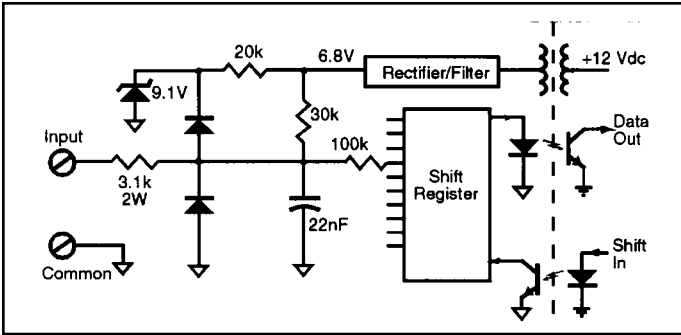 20k
6.8V
Rectifier/Filter
+12 Vdc
9.1V
30k
Input
100k
Data
Out
3.1k
2W
Shift
Register
22nF
Shift
In
Common